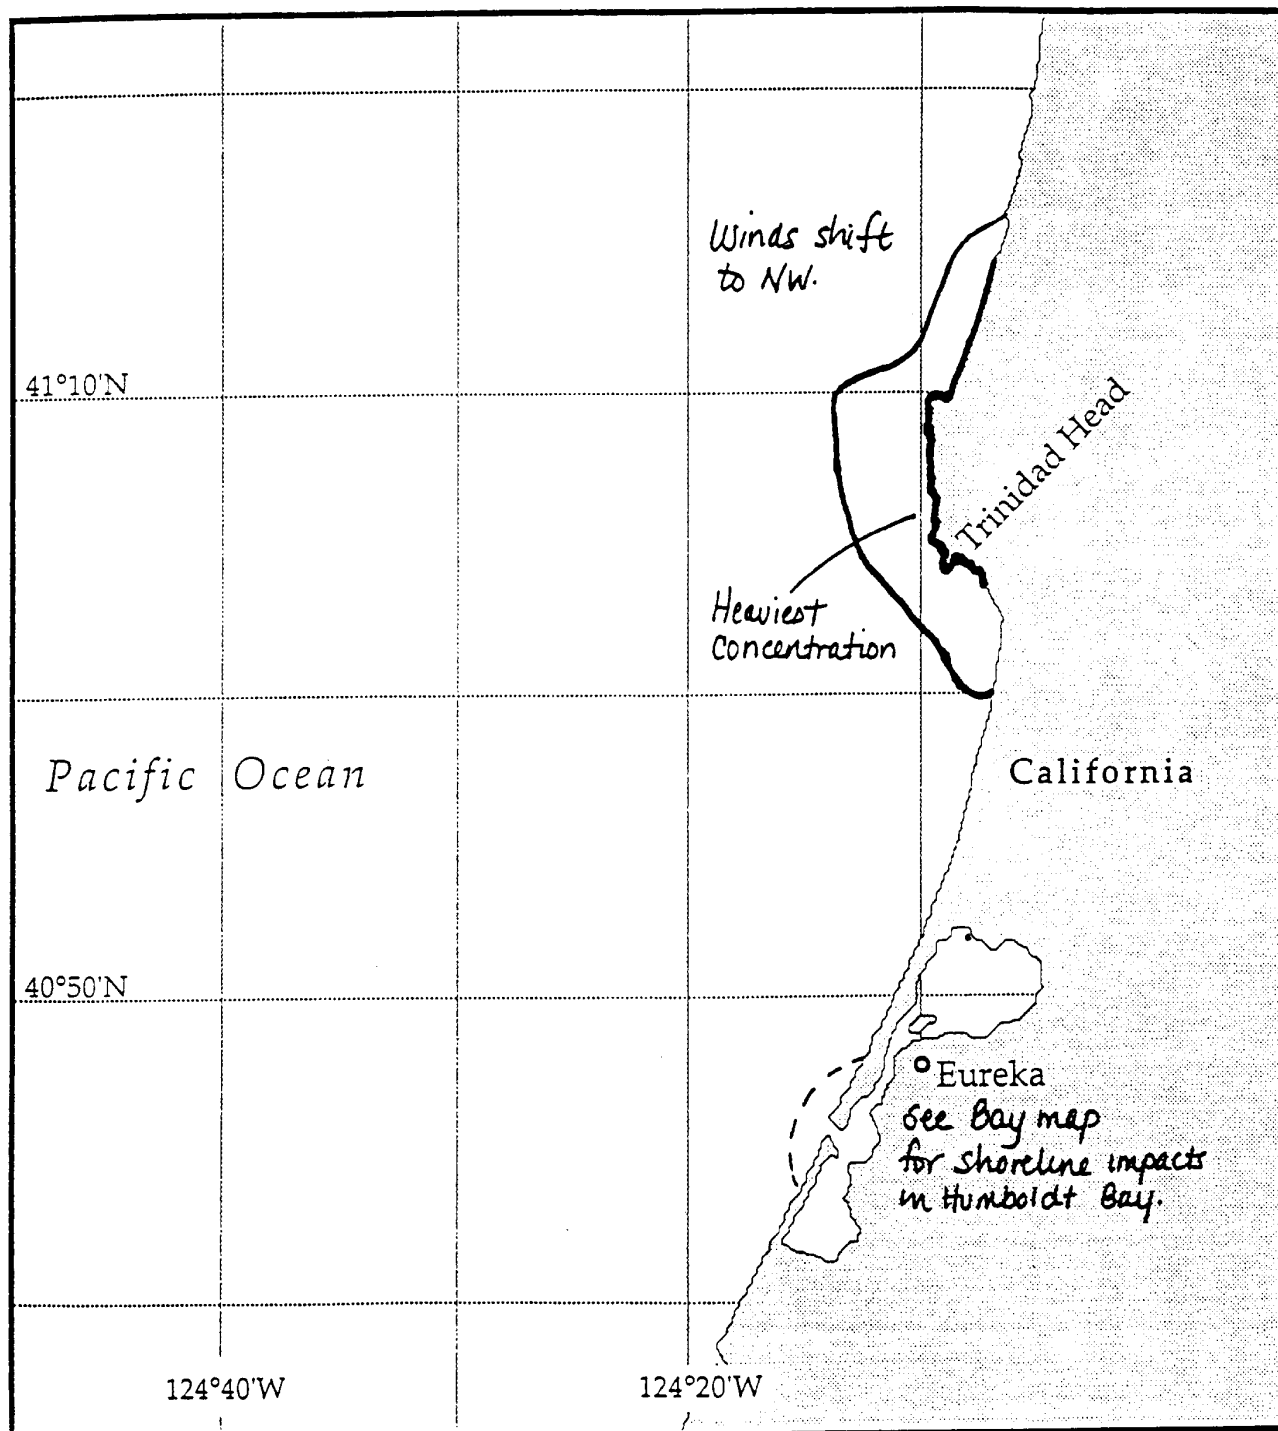 Winds shift
to NW.
41°10'N
Trinidad Head
Heaviest
Concentration
Pacific Ocean
California
40°50'N
Eureka
See Bay map
for shoreline impacts
in Humboldt Bay.
124°40'W
124°20'W